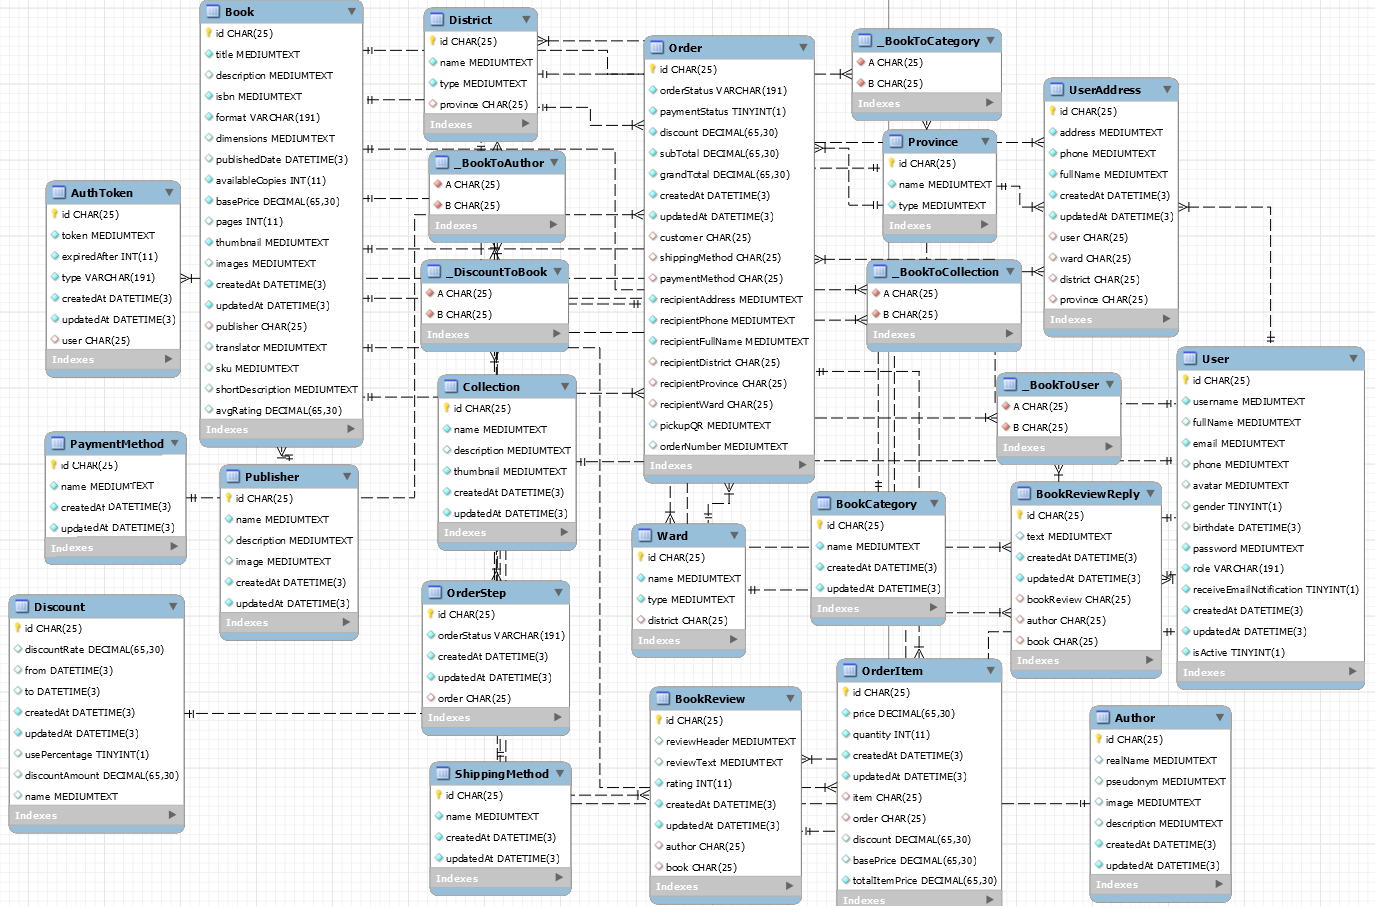 Book
id CHAR(25)
title MEDIUMTEXT
description MEDIUMTEXT
isbn MEDIUMTEXT
format VARCHAR(191)
dimensions MEDIUMTEXT
publishedDate DATETIME(3)
availableCopies INT(11)
basePrice DECIMAL(65,30)
pages INT(11)
thumbnail MEDIUMTEXT
images MEDIUMTEXT
createdAt DATETIME(3)
updatedAt DATETIME(3)
publisher CHAR(25)
translator MEDIUMTEXT
sku MEDIUMTEXT
shortDescription MEDIUMTEXT
avgRating DECIMAL(65,30)
Indexes
District
id CHAR(25)
name MEDIUMTEXT
type MEDIUMTEXT
province CHAR(25)
Indexes
Order
id CHAR(25)
orderStatus VARCHAR(191)
paymentStatus TINYINT(1)
discount DECIMAL(65,30)
subTotal DECIMAL(65,30)
grandTotal DECIMAL(65,30)
createdAt DATETIME(3)
updatedAt DATETIME(3)
customer CHAR(25)
shippingMethod CHAR(25)
paymentMethod CHAR(25)
recipientAddress MEDIUMTEXT
recipientPhone MEDIUMTEXT
recipientFullName MEDIUMTEXT
recipientDistrict CHAR(25)
recipientProvince CHAR(25)
recipientWard CHAR(25)
pickupQR MEDIUMTEXT
orderNumber MEDIUMTEXT
Indexes
_BookToCategory
A CHAR(25)
B CHAR(25)
Indexes
UserAddress
id CHAR(25)
address MEDIUMTEXT
phone MEDIUMTEXT
fullName MEDIUMTEXT
createdAt DATETIME(3)
updatedAt DATETIME(3)
user CHAR(25)
ward CHAR(25)
district CHAR(25)
province CHAR(25)
Indexes
Province
id CHAR(25)
name MEDIUMTEXT
type MEDIUMTEXT
Indexes
_BookToAuthor
A CHAR(25)
B CHAR(25)
Indexes
AuthToken
id CHAR(25)
token MEDIUMTEXT
expiredAfter INT(11)
type VARCHAR(191)
createdAt DATETIME(3)
updatedAt DATETIME(3)
user CHAR(25)
Indexes
_DiscountToBook
A CHAR(25)
B CHAR(25)
Indexes
_BookToCollection
A CHAR(25)
B CHAR(25)
Indexes
User
id CHAR(25)
username MEDIUMTEXT
fullName MEDIUMTEXT
email MEDIUMTEXT
phone MEDIUMTEXT
avatar MEDIUMTEXT
gender TINYINT(1)
birthdate DATETIME(3)
password MEDIUMTEXT
role VARCHAR(191)
receiveEmailNotification TINYINT(1)
createdAt DATETIME(3)
updatedAt DATETIME(3)
isActive TINYINT(1)
Indexes
Collection
id CHAR(25)
name MEDIUMTEXT
description MEDIUMTEXT
thumbnail MEDIUMTEXT
createdAt DATETIME(3)
updatedAt DATETIME(3)
Indexes
_BookToUser
A CHAR(25)
B CHAR(25)
Indexes
PaymentMethod
id CHAR(25)
name MEDIUMTEXT
createdAt DATETIME(3)
updatedAt DATETIME(3)
Indexes
Publisher
id CHAR(25)
name MEDIUMTEXT
description MEDIUMTEXT
image MEDIUMTEXT
createdAt DATETIME(3)
updatedAt DATETIME(3)
Indexes
BookReviewReply
id CHAR(25)
text MEDIUMTEXT
createdAt DATETIME(3)
updatedAt DATETIME(3)
bookReview CHAR(25)
author CHAR(25)
book CHAR(25)
Indexes
BookCategory
id CHAR(25)
name MEDIUMTEXT
createdAt DATETIME(3)
updatedAt DATETIME(3)
Indexes
Ward
id CHAR(25)
name MEDIUMTEXT
type MEDIUMTEXT
district CHAR(25)
Indexes
OrderStep
id CHAR(25)
orderStatus VARCHAR(191)
createdAt DATETIME(3)
updatedAt DATETIME(3)
order CHAR(25)
Indexes
Discount
id CHAR(25)
discountRate DECIMAL(65,30)
from DATETIME(3)
to DATETIME(3)
createdAt DATETIME(3)
updatedAt DATETIME(3)
usePercentage TINYINT(1)
discountAmount DECIMAL(65,30)
name MEDIUMTEXT
Indexes
OrderItem
id CHAR(25)
price DECIMAL(65,30)
quantity INT(11)
createdAt DATETIME(3)
updatedAt DATETIME(3)
item CHAR(25)
order CHAR(25)
discount DECIMAL(65,30)
basePrice DECIMAL(65,30)
totalItemPrice DECIMAL(65,30)
Indexes
BookReview
id CHAR(25)
reviewHeader MEDIUMTEXT
reviewText MEDIUMTEXT
rating INT(11)
createdAt DATETIME(3)
updatedAt DATETIME(3)
author CHAR(25)
book CHAR(25)
Indexes
Author
id CHAR(25)
realName MEDIUMTEXT
pseudonym MEDIUMTEXT
image MEDIUMTEXT
description MEDIUMTEXT
createdAt DATETIME(3)
updatedAt DATETIME(3)
Indexes
ShippingMethod
id CHAR(25)
name MEDIUMTEXT
createdAt DATETIME(3)
updatedAt DATETIME(3)
Indexes